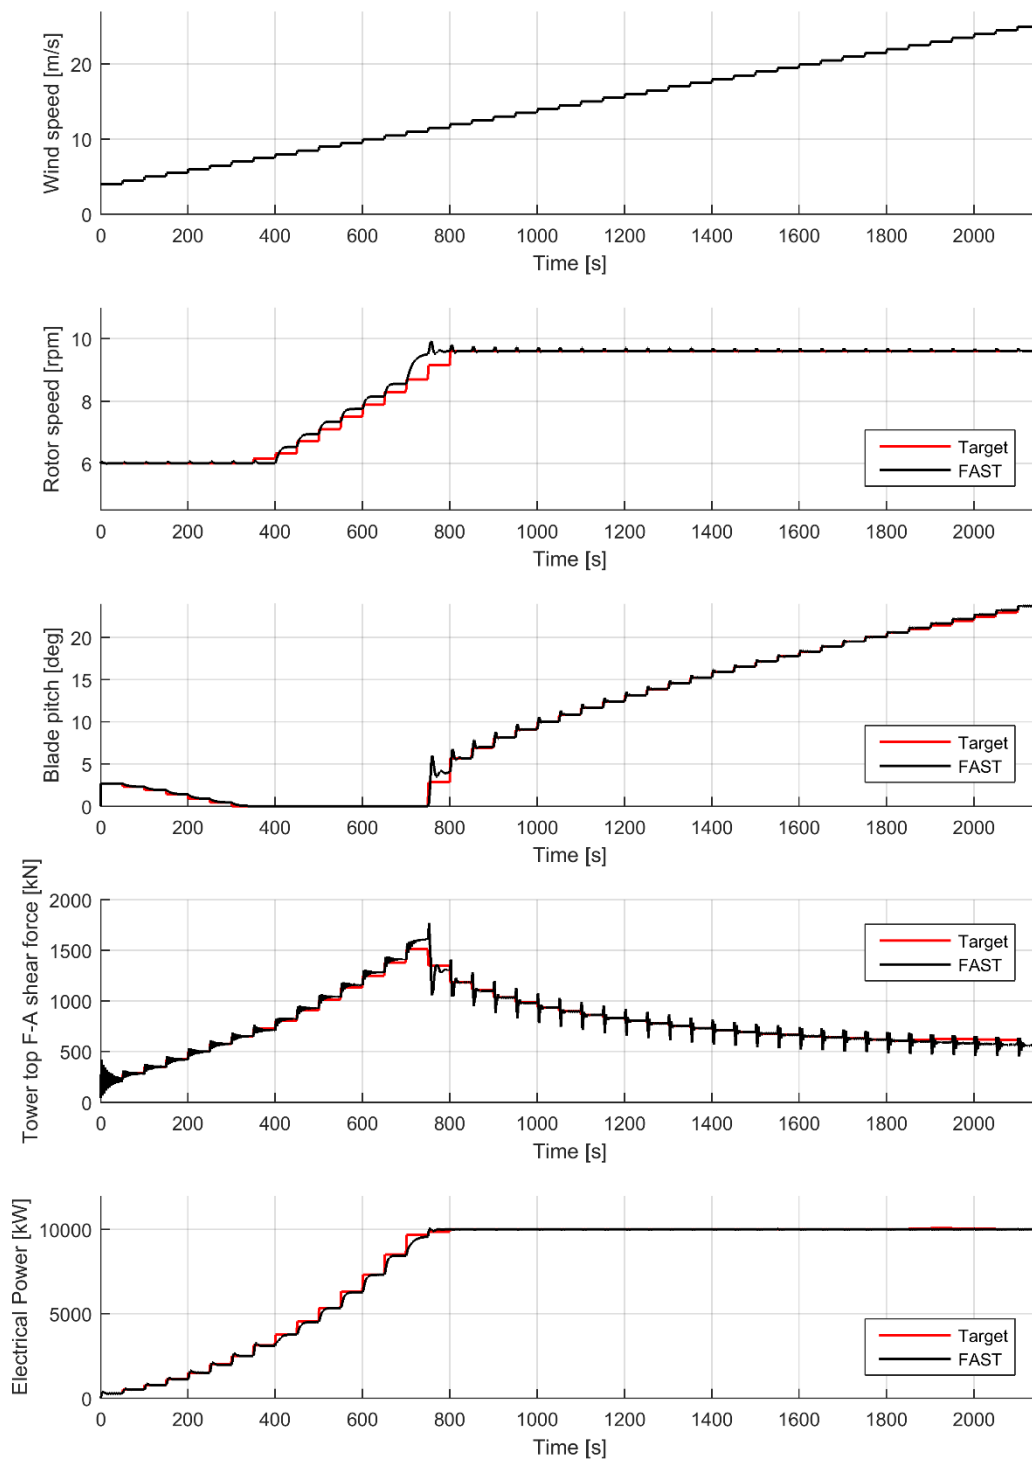 Wind speed [m/s]
20
10
0
0 200 400 600 800 1000 1200 1400 1600 1800 2000
Time [s]
Rotor speed [rpm]
10
8
6
Target
FAST
0 200 400 600 800 1000 1200 1400 1600 1800 2000
Time [s]
Blade pitch [deg]
20
15
10
5
0
Target
FAST
0 200 400 600 800 1000 1200 1400 1600 1800 2000
Time [s]
Tower top F-A shear force [kN]
2000
1500
1000
500
0
Target
FAST
0 200 400 600 800 1000 1200 1400 1600 1800 2000
Time [s]
Electrical Power [kW]
10000
5000
0
Target
FAST
0 200 400 600 800 1000 1200 1400 1600 1800 2000
Time [s]